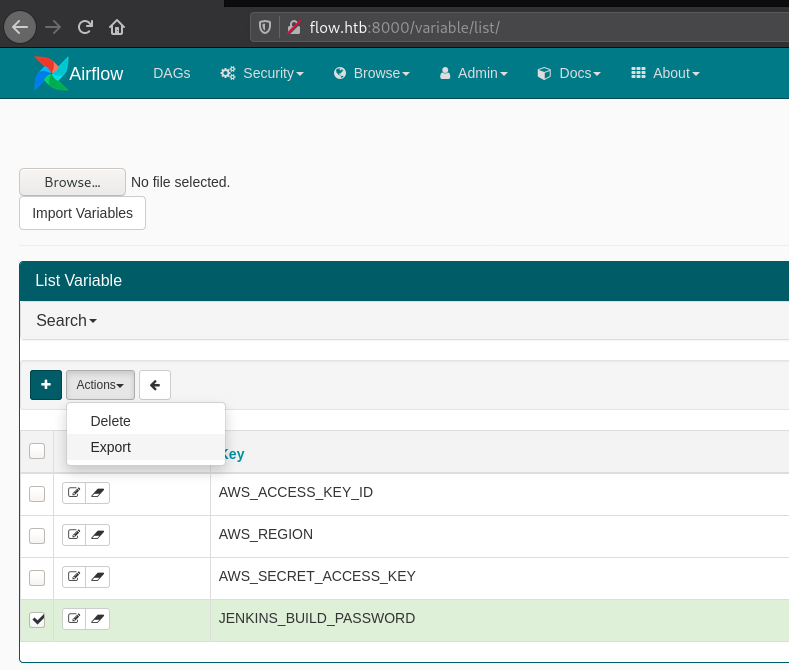 flow.htb:8000/variable/list/
Airflow DAGs Security Browse Admin Docs About
Browse... No file selected.
Import Variables
List Variable
Search
Actions
Delete
Export
Key
AWS_ACCESS_KEY_ID
AWS_REGION
AWS_SECRET_ACCESS_KEY
JENKINS_BUILD_PASSWORD